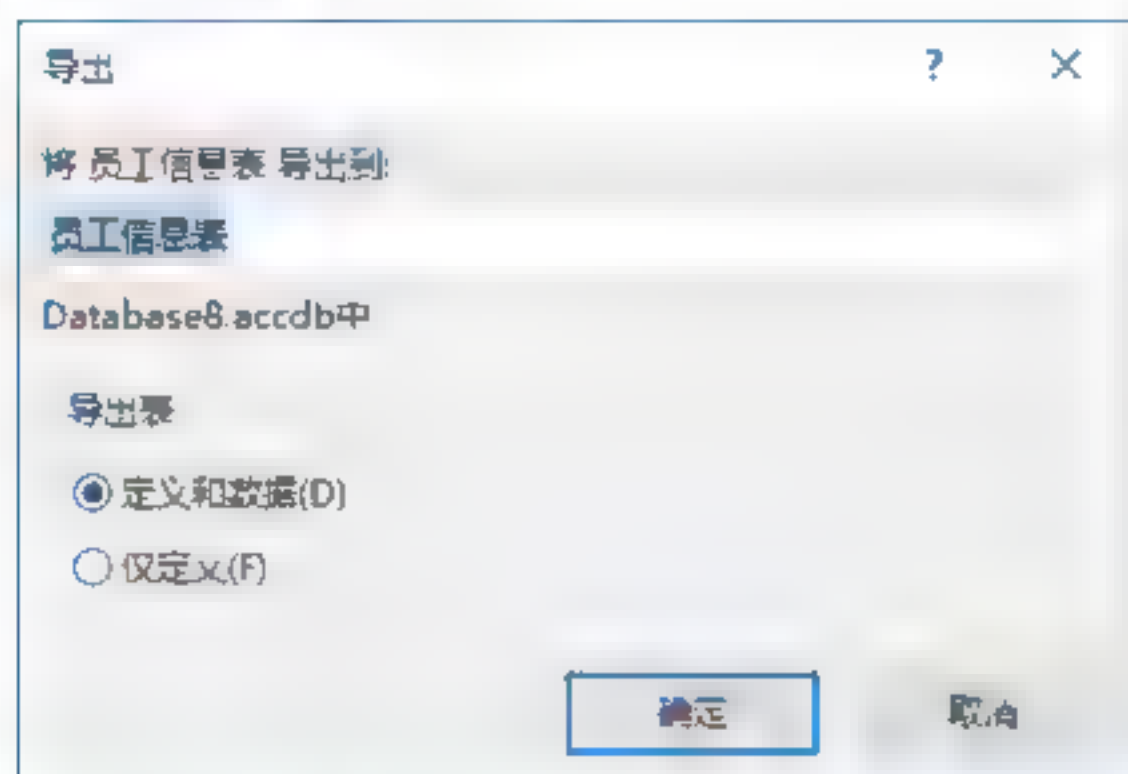 导出 ? ×
将 员工信息表 导出到:
员工信息表
Database8.accdb中
导出表
定义和数据(D)
仅定义(F)
确定 取消